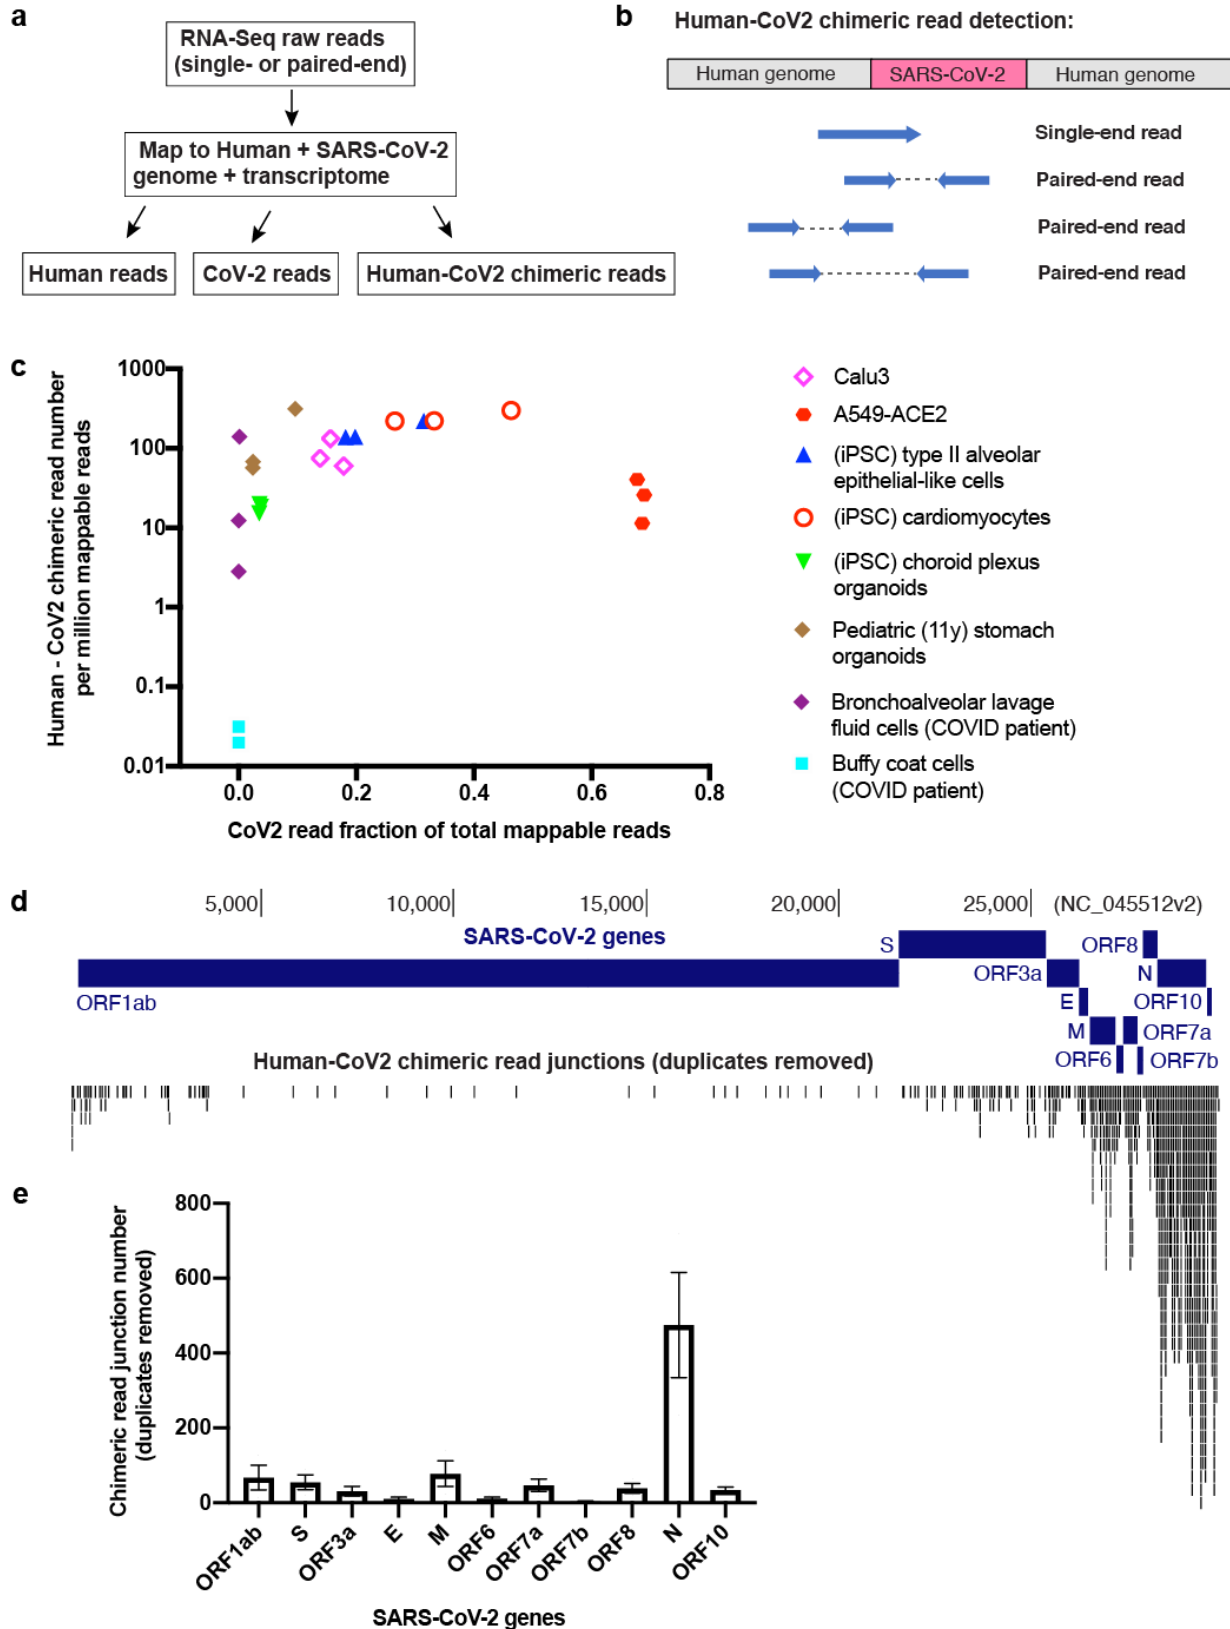 a
RNA-Seq raw reads
(single- or paired-end)
Map to Human + SARS-CoV-2
genome + transcriptome
Human reads
CoV-2 reads
Human-CoV2 chimeric reads
b
Human-CoV2 chimeric read detection:
Human genome
SARS-CoV-2
Human genome
Single-end read
Paired-end read
Paired-end read
Paired-end read
c
Human - CoV2 chimeric read number
per million mappable reads
1000
100
10
1
0.1
0.01
0.0
0.2
0.4
0.6
0.8
CoV2 read fraction of total mappable reads
Calu3
A549-ACE2
(iPSC) type II alveolar
epithelial-like cells
(iPSC) cardiomyocytes
(iPSC) choroid plexus
organoids
Pediatric (11y) stomach
organoids
Bronchoalveolar lavage
fluid cells (COVID patient)
Buffy coat cells
(COVID patient)
d
5,000
10,000
15,000
20,000
25,000
(NC_045512v2)
SARS-CoV-2 genes
S
ORF8
ORF3a
N
ORF1ab
E
ORF10
M
ORF7a
ORF6
ORF7b
Human-CoV2 chimeric read junctions (duplicates removed)
e
Chimeric read junction number
(duplicates removed)
800
600
400
200
0
ORF1ab
S
ORF3a
E
M
ORF6
ORF7a
ORF7b
ORF8
N
ORF10
SARS-CoV-2 genes